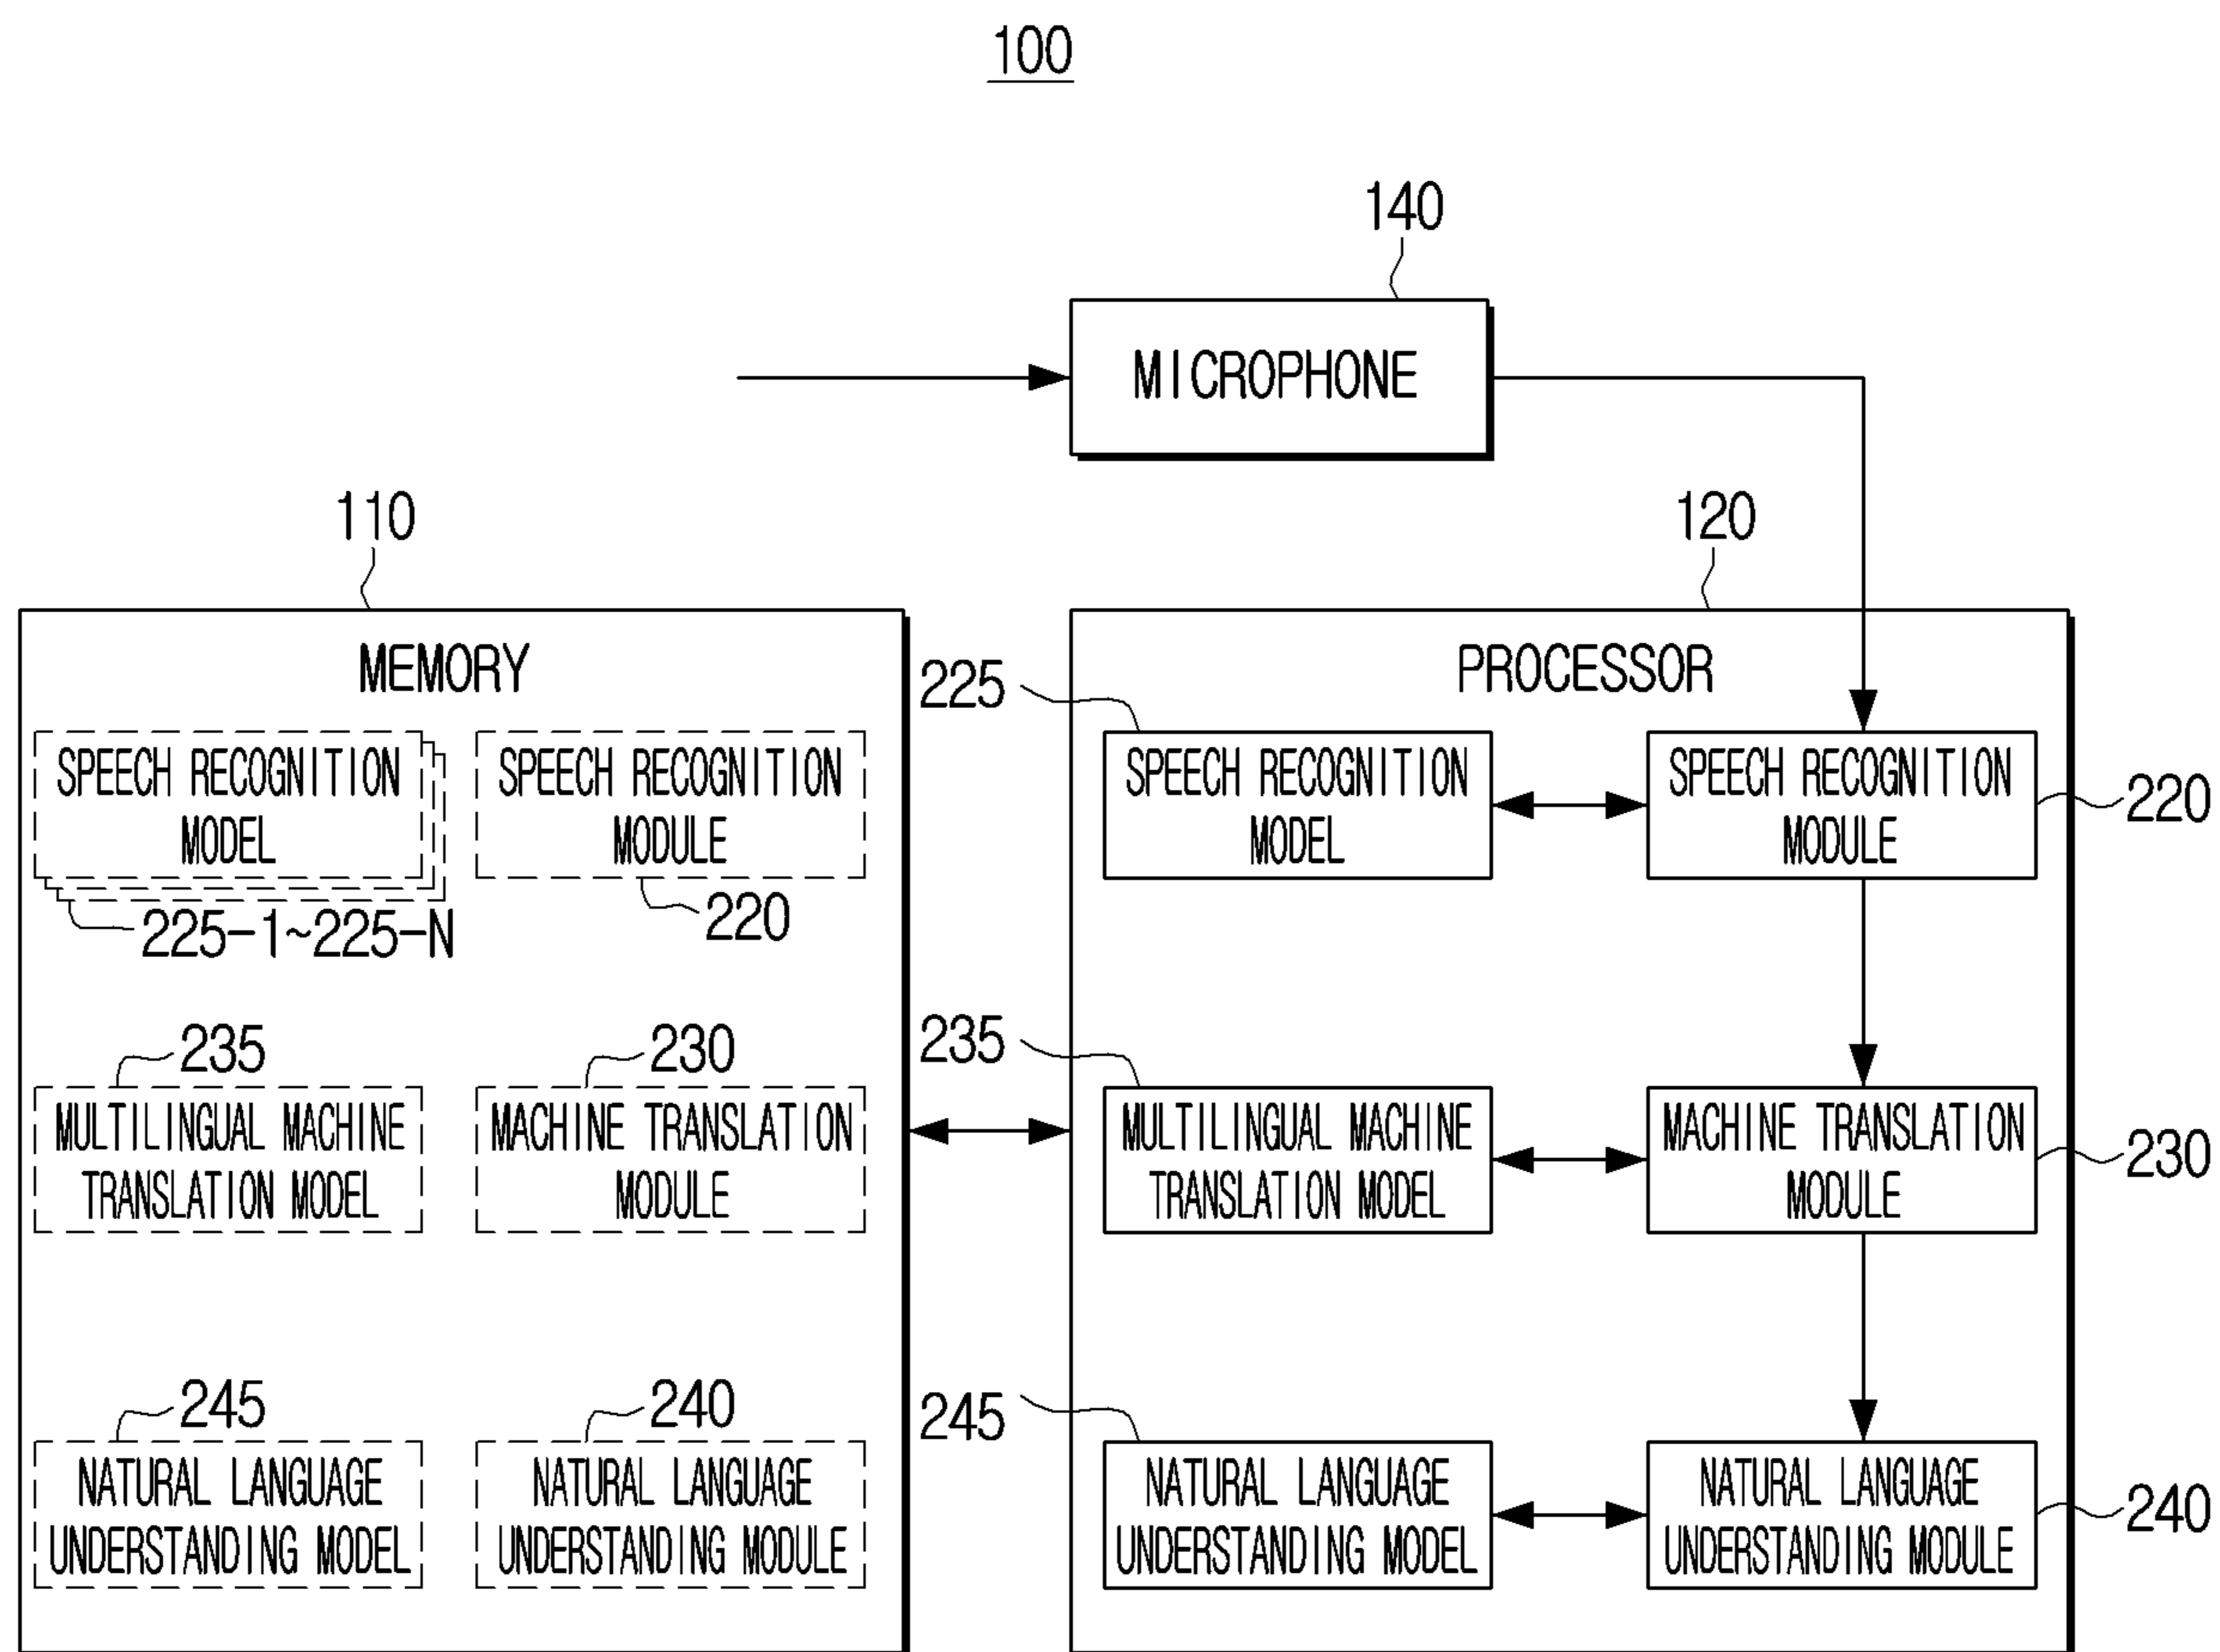 100
140
MICROPHONE
110
120
MEMORY
PROCESSOR
225
SPEECH RECOGNITION
MODEL
SPEECH RECOGNITION
MODULE
SPEECH RECOGNITION
MODEL
SPEECH RECOGNITION
MODULE
220
225-1~225-N
220
235
230
235
MULTILINGUAL MACHINE
TRANSLATION MODEL
MACHINE TRANSLATION
MODULE
MULTILINGUAL MACHINE
TRANSLATION MODEL
MACHINE TRANSLATION
MODULE
230
245
240
245
NATURAL LANGUAGE
UNDERSTANDING MODEL
NATURAL LANGUAGE
UNDERSTANDING MODULE
NATURAL LANGUAGE
UNDERSTANDING MODEL
NATURAL LANGUAGE
UNDERSTANDING MODULE
240